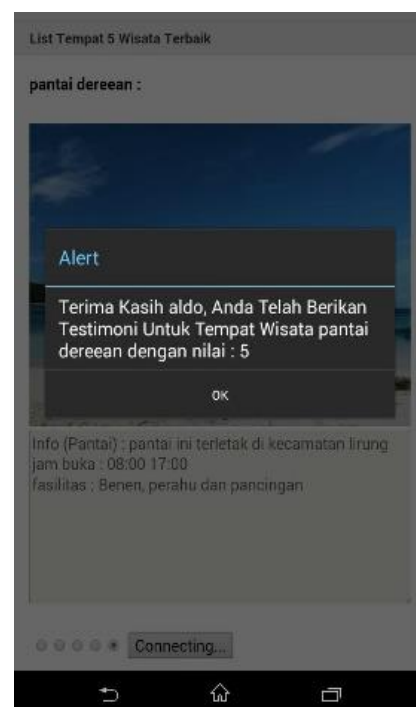 List Tempat 5 Wisata Terbaik
pantai dereean :
Alert
Terima Kasih aldo, Anda Telah Berikan
Testimoni Untuk Tempat Wisata pantai
dereean dengan nilai : 5
OK
Info (Pantai) : pantai ini terletak di kecamatan lirung
jam buka : 08:00 17:00
fasilitas : Benen, perahu dan pancingan
Connecting...